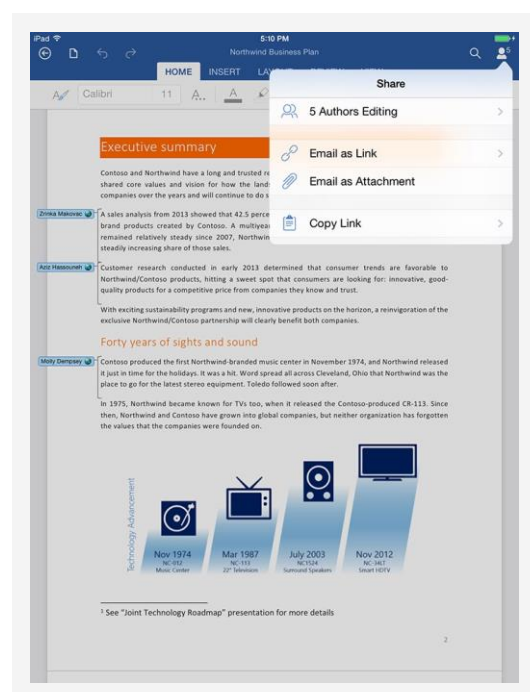 iPad 5:10 PM
Northwind Business Plan
5
HOME INSERT
Calibri 11 A.. A
Share
5 Authors Editing
Email as Link
Email as Attachment
Copy Link
Executive summary
Contoso and Northwind have a long and trusted
shared core values and vision for how the
companies over the years and will continue to do
Zrinka Makovac
A sales analysis from 2013 showed that 42.5
brand products created by Contoso. A
remained relatively steady since 2007,
steadily increasing share of those sales.
Aziz Hassouneh
Customer research conducted in early 2013 determined that consumer trends are favorable to
Northwind/Contoso products, hitting a sweet spot that consumers are looking for: innovative, good-
quality products for a competitive price from companies they know and trust.
With exciting sustainability programs and new, innovative products on the horizon, a reinvigoration of the
exclusive Northwind/Contoso partnership will clearly benefit both companies.
Forty years of sights and sound
Molly Dempsey
Contoso produced the first Northwind-branded music center in November 1974, and Northwind released
it just in time for the holidays. It was a hit. Word spread all across Cleveland, Ohio that Northwind was the
place to go for the latest stereo equipment. Toledo followed soon after.
In 1975, Northwind became known for TVs too, when it released the Contoso-produced CR-113. Since
then, Northwind and Contoso have grown into global companies, but neither organization has forgotten
the values that the companies were founded on.
Technology Advancement
Nov 1974 Mar 1987 July 2003 Nov 2012
NC-012 NC-113 NC1524 NC-34LT
Music Center 22" Television Surround Speakers Smart HDTV
1 See "Joint Technology Roadmap" presentation for more details
2